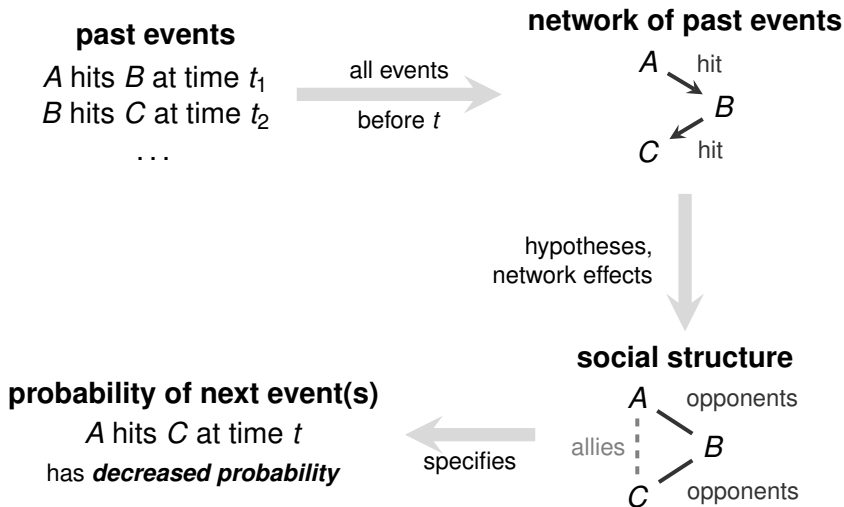 past events
A hits B at time t1
B hits C at time t2
...
all events
before t
network of past events
A
hit
B
C
hit
hypotheses,
network effects
social structure
A
opponents
allies
B
C
opponents
specifies
probability of next event(s)
A hits C at time t
has decreased probability